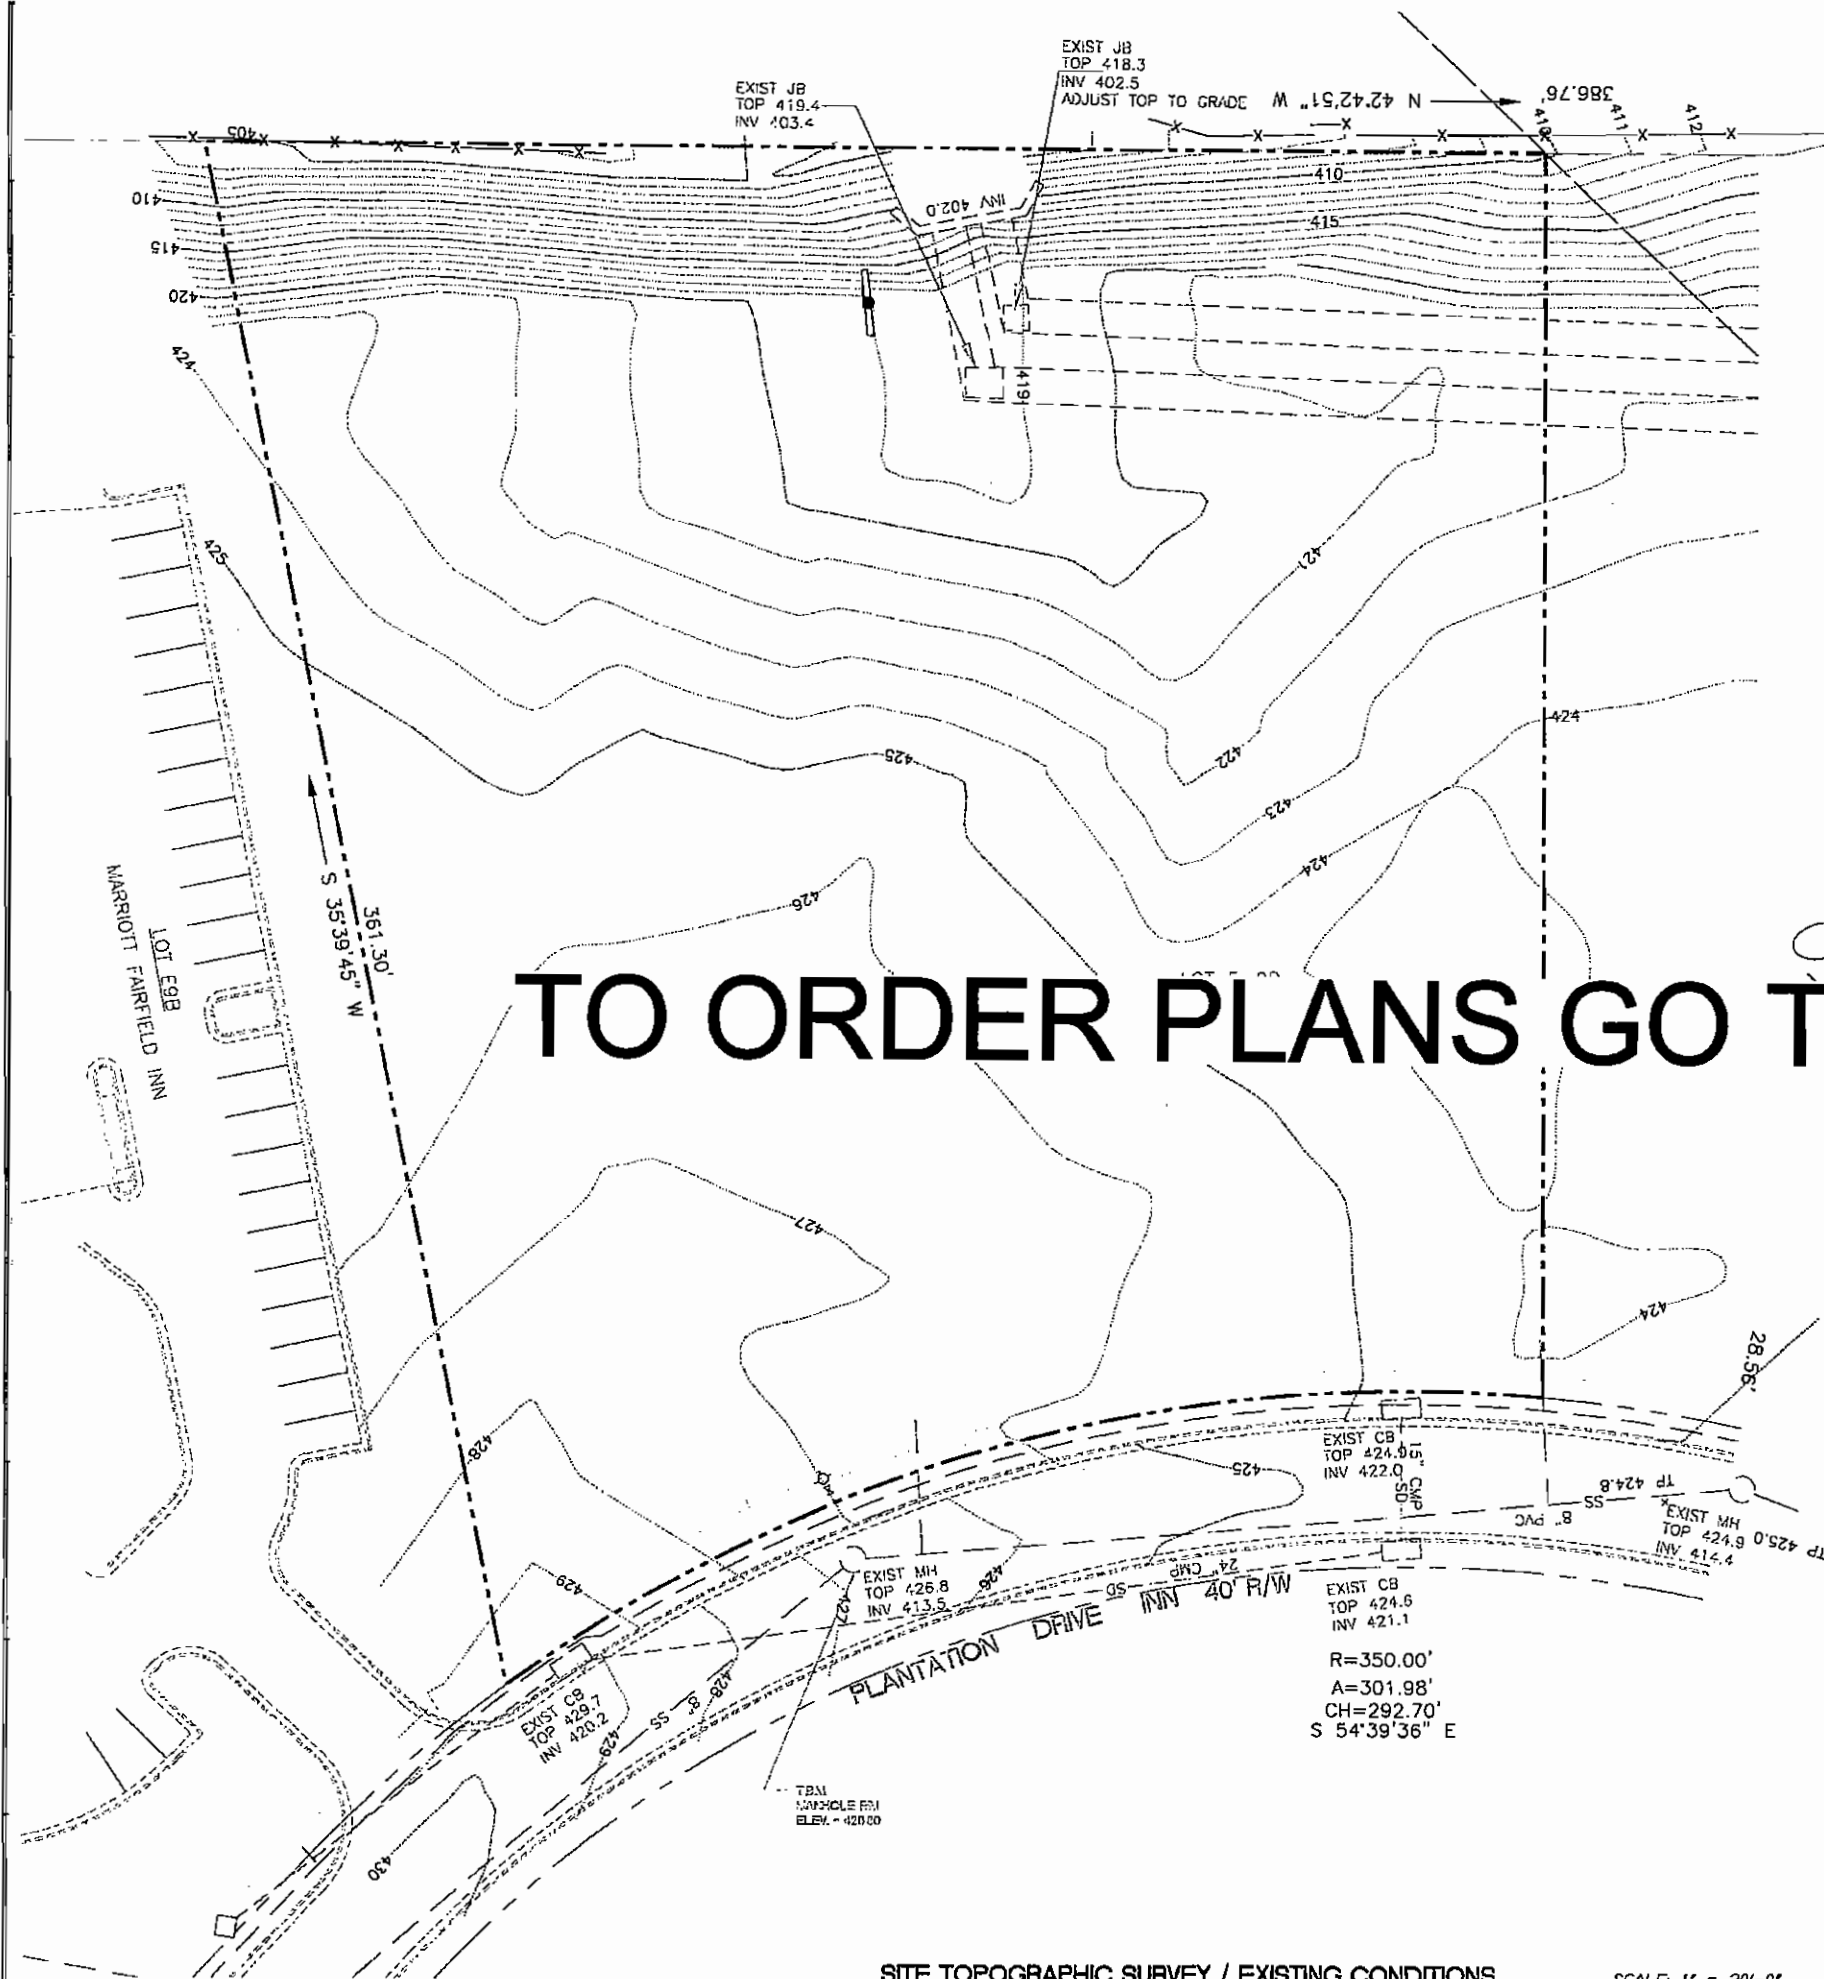 EXIST JB
TOP 418.3
INV 402.5
ADJUST TOP TO GRADE
N 42°42'51" W
386.76'
EXIST JB
TOP 419.4
INV 403.4
405
410
411
412
410
415
420
424
INV 402.0
410
415
419
425
421
422
423
424
424
425
426
LOT E9B
MARRIOTT FAIRFIELD INN
361.30'
S 35°39'45" W
TO ORDER PLANS GO T
427
424
28.56'
428
429
425
EXIST CB
TOP 424.9
INV 422.0
CMP
SD
8" PVC
SS
TP 424.8
EXIST MH
TOP 424.9
INV 414.4
TP 425.0
EXIST MH
TOP 426.8
INV 413.5
426
427
24" CMP
SD
PLANTATION DRIVE INN 40' R/W
EXIST CB
TOP 424.6
INV 421.1
R=350.00'
A=301.98'
CH=292.70'
S 54°39'36" E
EXIST CB
TOP 429.7
INV 420.2
SS 8"
428
429
430
TBM
MANHOLE RIM
SITE TOPOGRAPHIC SURVEY / EXISTING CONDITIONS